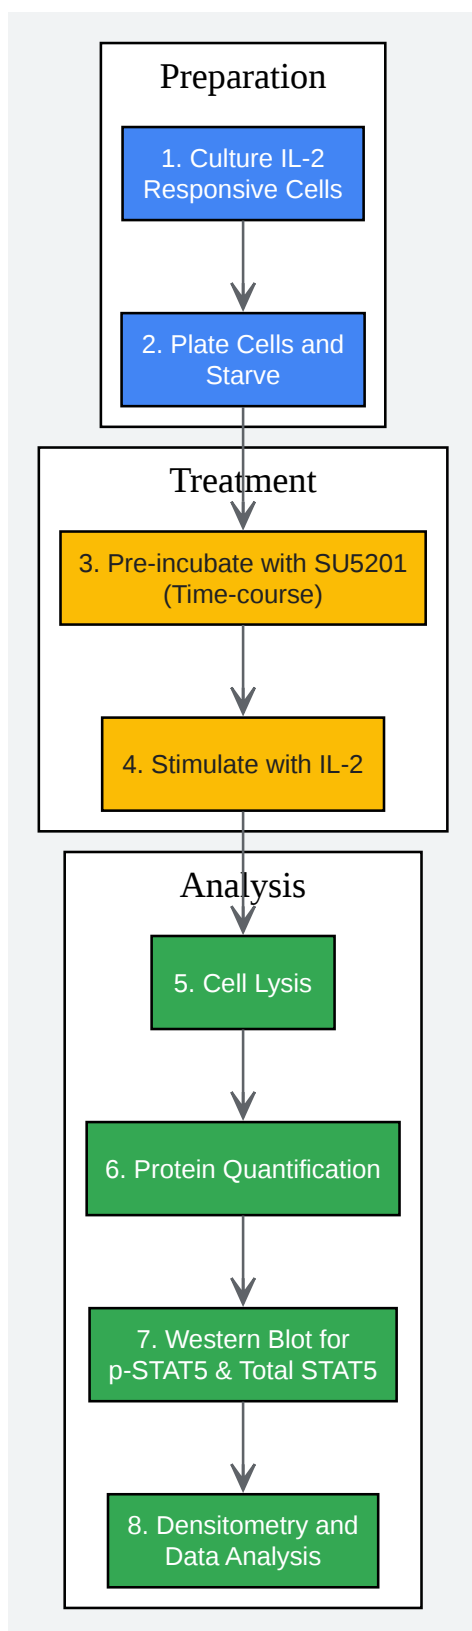 Preparation
1. Culture IL-2
Responsive Cells
2. Plate Cells and
Starve
Treatment
3. Pre-incubate with SU5201
(Time-course)
4. Stimulate with IL-2
Analysis
5. Cell Lysis
6. Protein Quantification
7. Western Blot for
p-STAT5 & Total STAT5
8. Densitometry and
Data Analysis